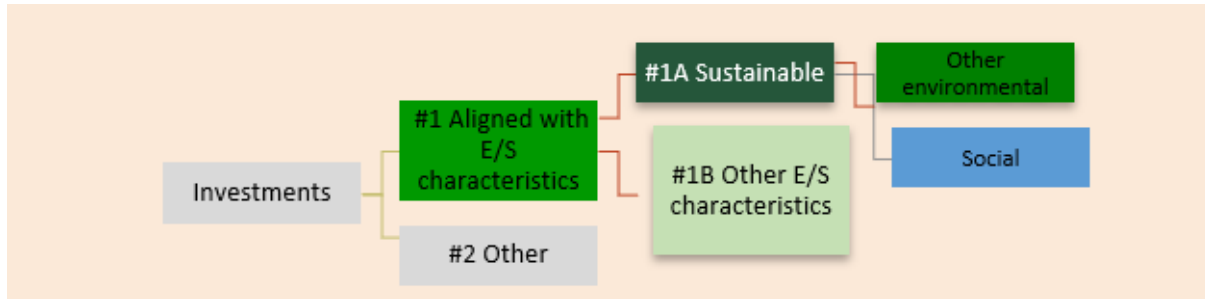 Investments
#1 Aligned with
E/S
characteristics
#2 Other
#1A Sustainable
#1B Other E/S
characteristics
Other
environmental
Social